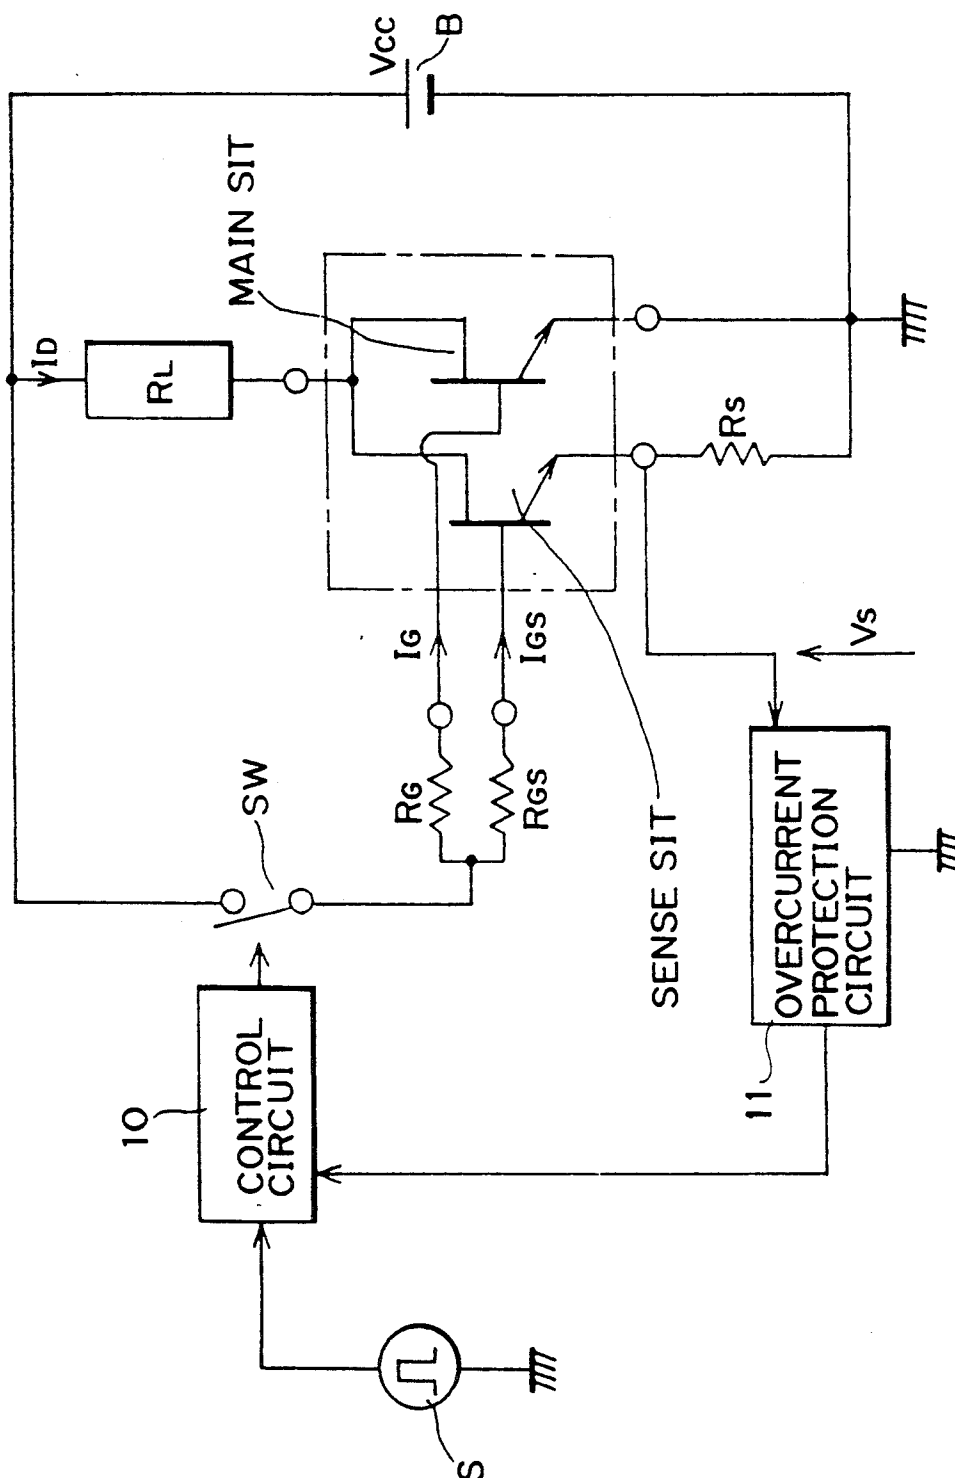 S
10
CONTROL
CIRCUIT
SW
RG
RGS
IG
IGS
ID
RL
MAIN SIT
VCC
B
SENSE SIT
RS
VS
11
OVERCURRENT
PROTECTION
CIRCUIT